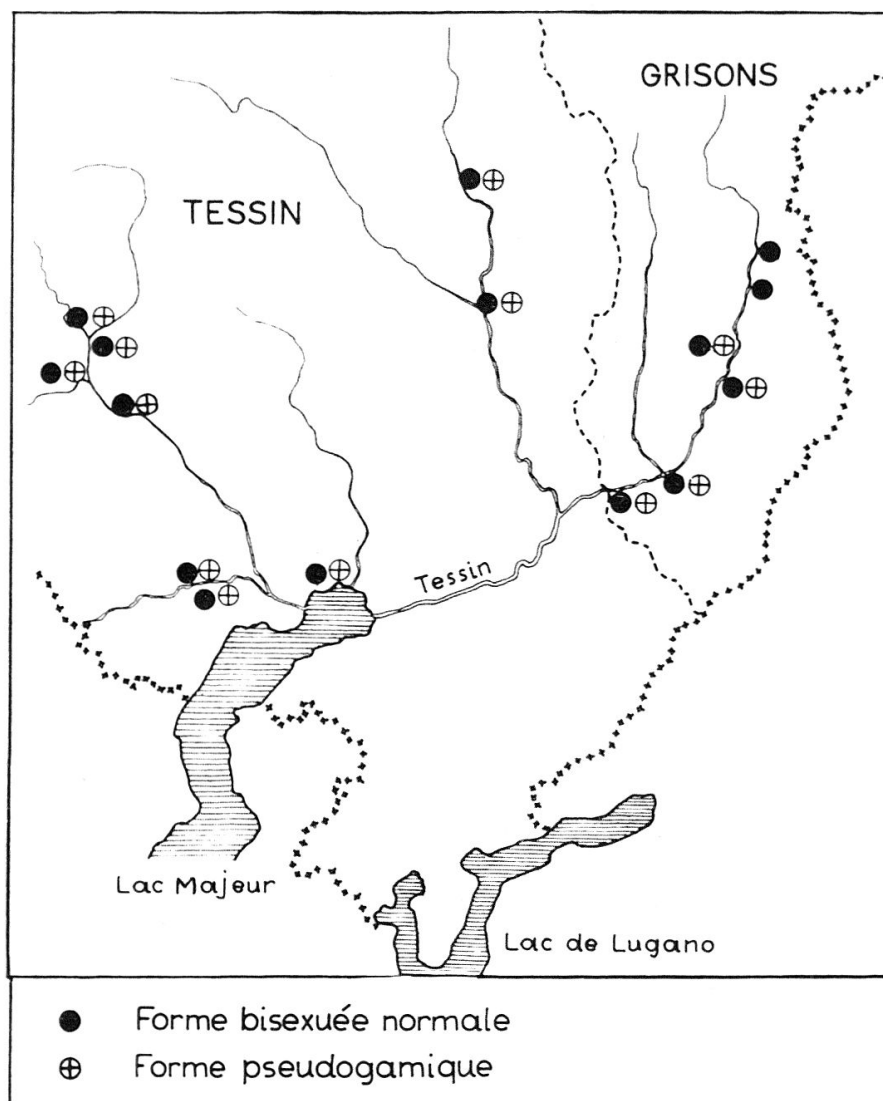 GRISONS
TESSIN
Tessin
Lac Majeur
Lac de Lugano
Forme bisexuée normale
Forme pseudogamique